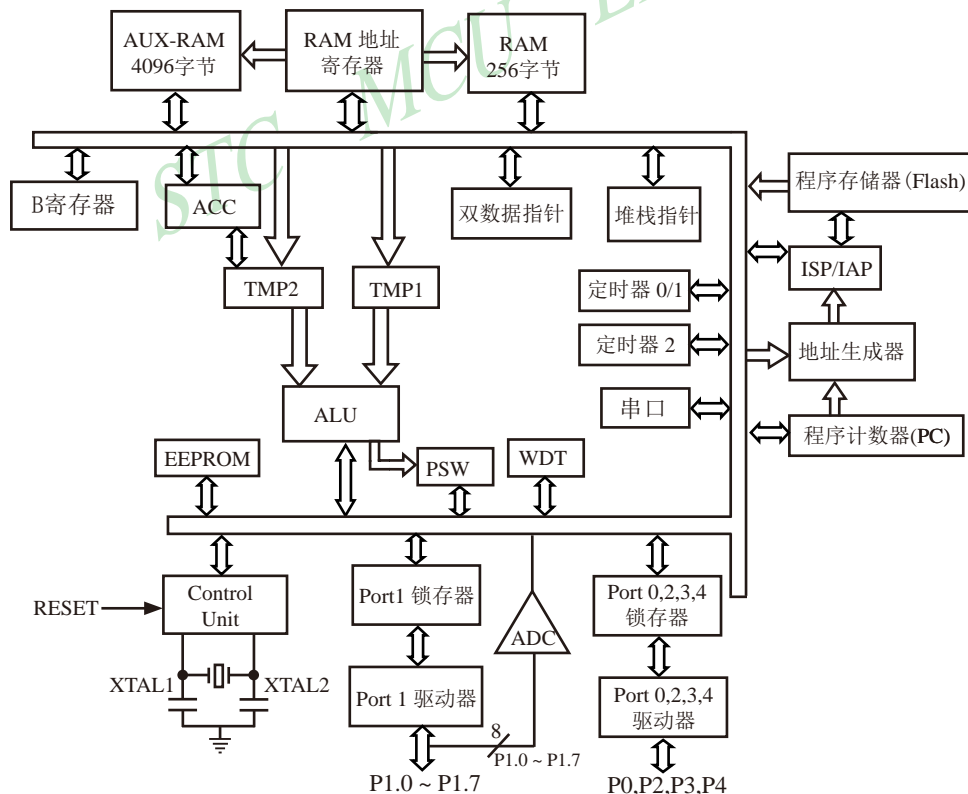 AUX-RAM
4096字节
RAM 地址
寄存器
RAM
256字节
STC MCU
B寄存器
ACC
双数据指针
堆栈指针
程序存储器(Flash)
ISP/IAP
TMP2
TMP1
定时器 0/1
定时器 2
地址生成器
ALU
串口
程序计数器(PC)
EEPROM
PSW
WDT
RESET
Control
Unit
Port1 锁存器
ADC
Port 0,2,3,4
锁存器
XTAL1
XTAL2
Port 1 驱动器
Port 0,2,3,4
驱动器
8
P1.0 ~ P1.7
P1.0 ~ P1.7
P0,P2,P3,P4